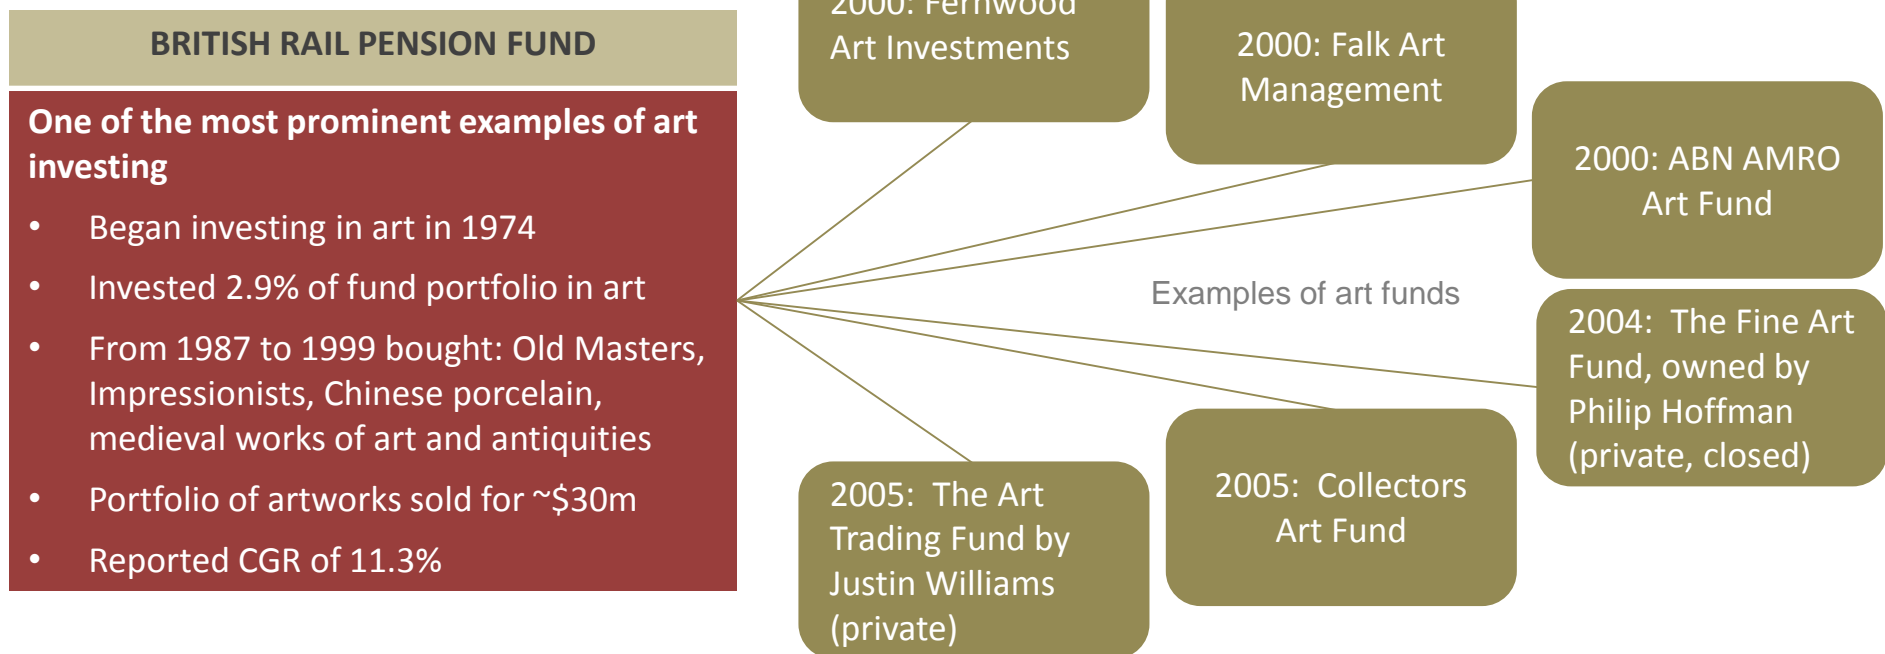 BRITISH RAIL PENSION FUND
One of the most prominent examples of art
investing
• Began investing in art in 1974
• Invested 2.9% of fund portfolio in art
• From 1987 to 1999 bought: Old Masters,
Impressionists, Chinese porcelain,
medieval works of art and antiquities
• Portfolio of artworks sold for ~$30m
• Reported CGR of 11.3%
2000: Fernwood
Art Investments
2000: Falk Art
Management
2000: ABN AMRO
Art Fund
Examples of art funds
2004:  The Fine Art
Fund, owned by
Philip Hoffman
(private, closed)
2005:  Collectors
Art Fund
2005:  The Art
Trading Fund by
Justin Williams
(private)